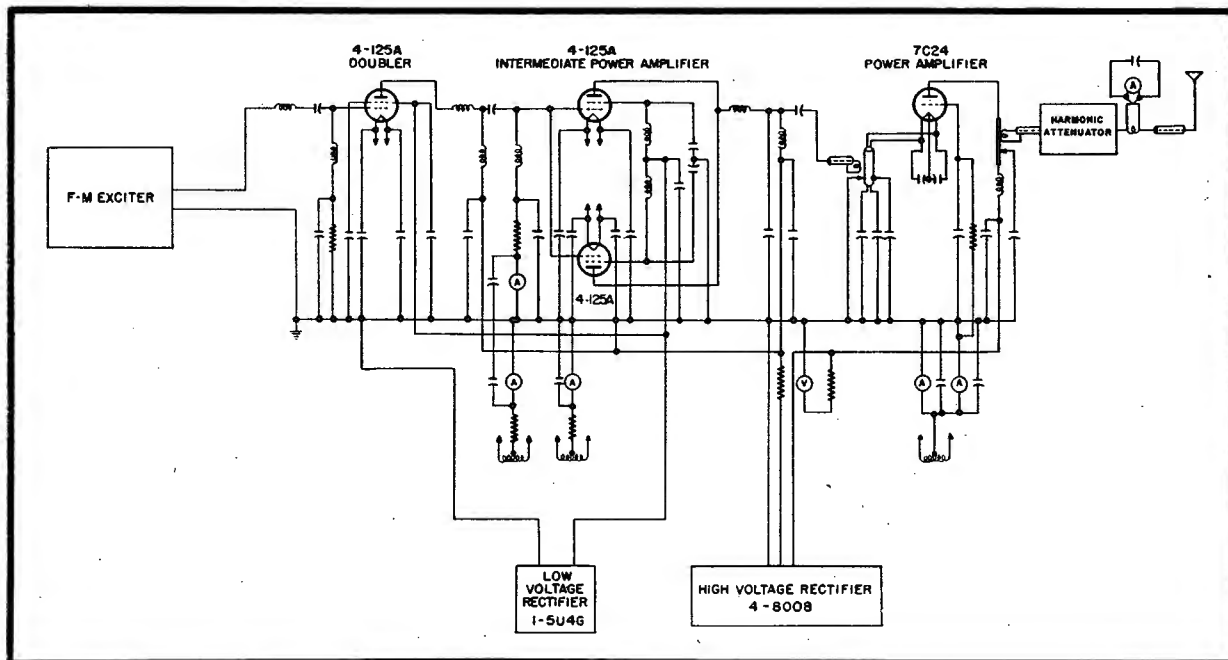 4-125A
DOUBLER
4-125A
INTERMEDIATE POWER AMPLIFIER
7C24
POWER AMPLIFIER
A
HARMONIC
ATTENUATOR
F-M EXCITER
A
4-125A
A
A
V
A
A
LOW
VOLTAGE
RECTIFIER
1-5U4G
HIGH VOLTAGE RECTIFIER
4-8008